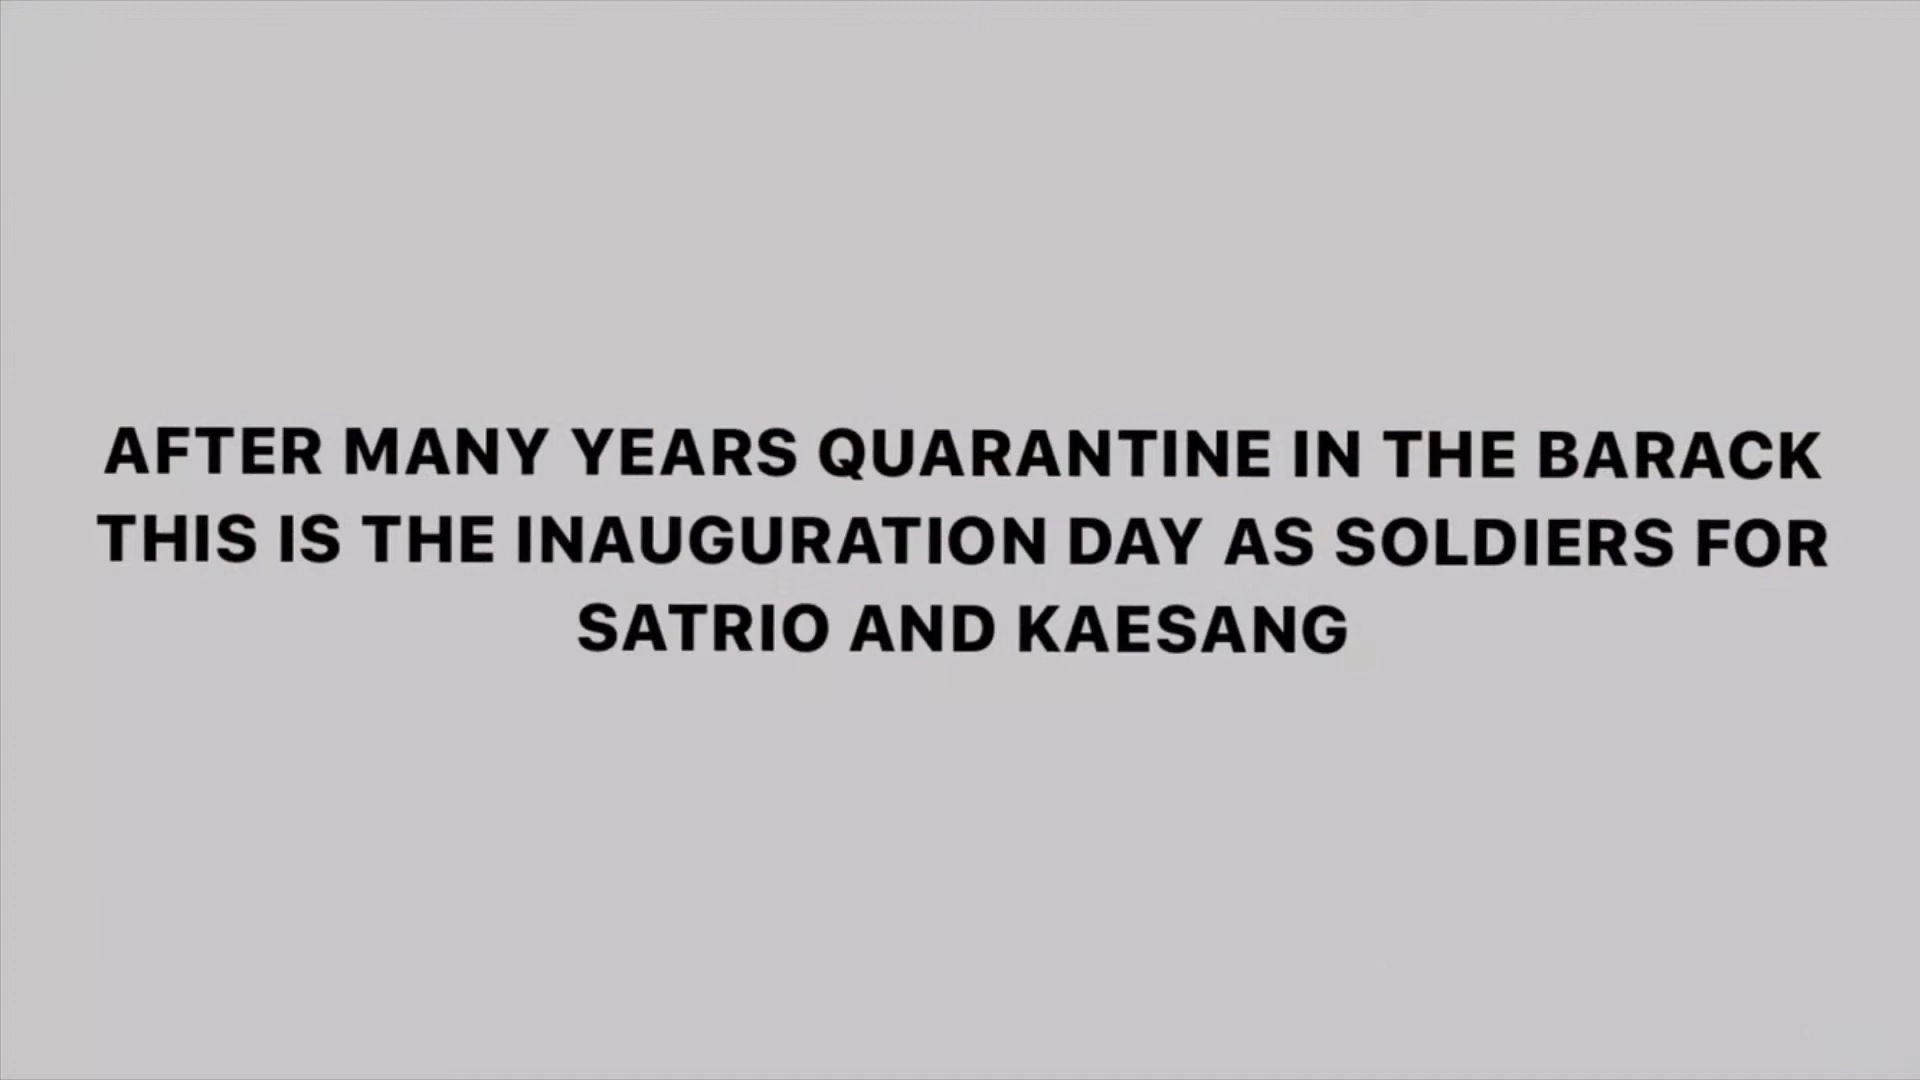 AFTER MANY YEARS QUARANTINE IN THE BARACK
THIS IS THE INAUGURATION DAY AS SOLDIERS FOR
SATRIO AND KAESANG